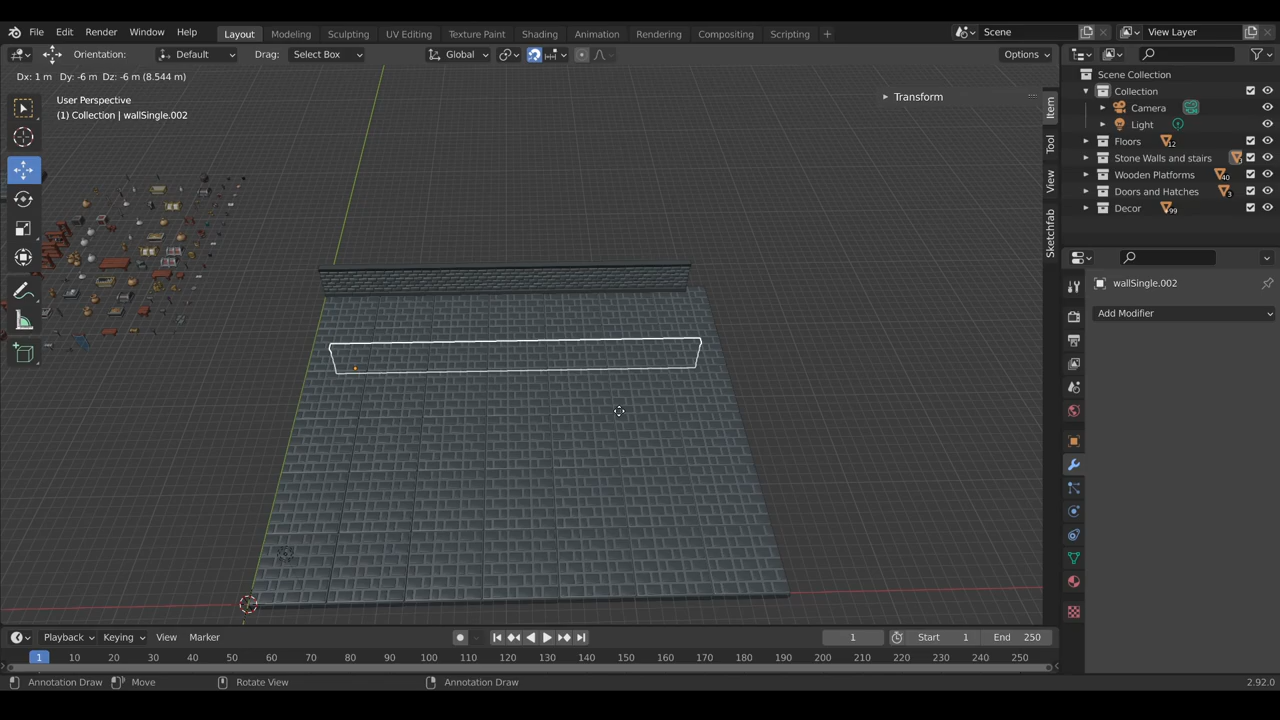 File Edit Render Window Help Layout Modeling Sculpting UV Editing Texture Paint Shading Animation Rendering Compositing Scripting + Scene View Layer
Orientation: Default Drag: Select Box Global Options
Dx: 1 m Dy: -6 m Dz: -6 m (8.544 m)
User Perspective
(1) Collection | wallSingle.002
Transform
Item
Tool
View
Sketchfab
Scene Collection
Collection
Camera
Light
Floors 12
Stone Walls and stairs
Wooden Platforms 40
Doors and Hatches 3
Decor 99
wallSingle.002
Add Modifier
Playback Keying View Marker 1 Start 1 End 250
1 10 20 30 40 50 60 70 80 90 100 110 120 130 140 150 160 170 180 190 200 210 220 230 240 250
Annotation Draw Move Rotate View Annotation Draw 2.92.0